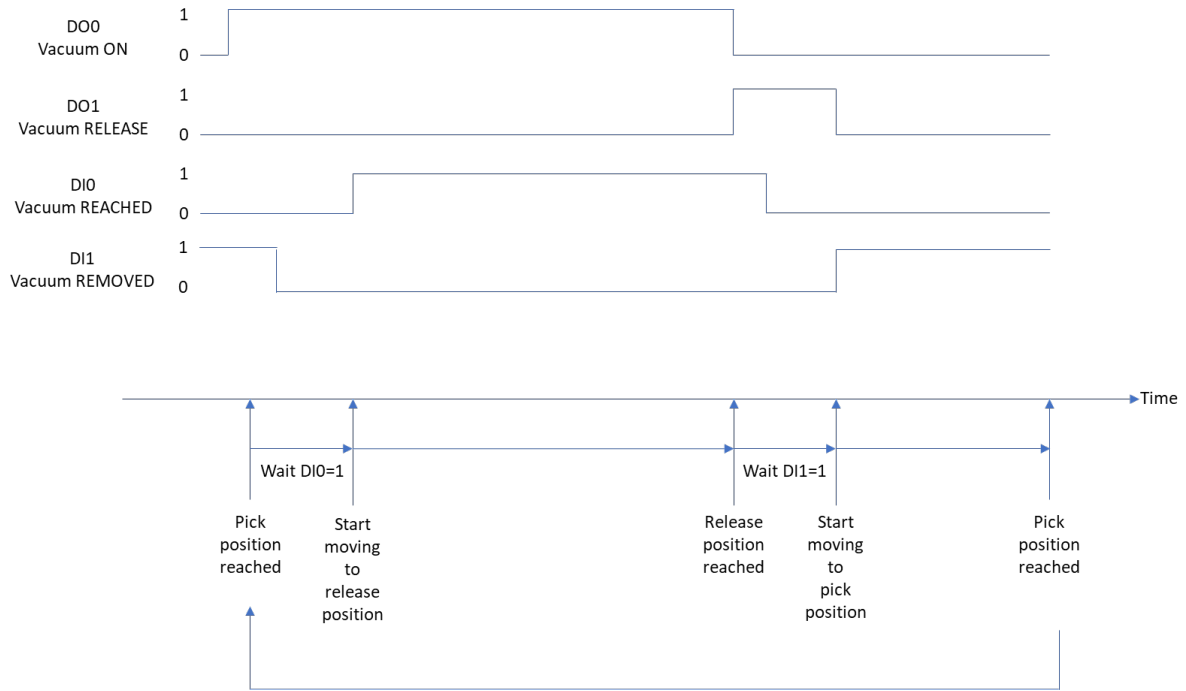 DO0
Vacuum ON
1
0
DO1
Vacuum RELEASE
1
0
DI0
Vacuum REACHED
1
0
DI1
Vacuum REMOVED
1
0
Time
Wait DI0=1
Wait DI1=1
Pick
position
reached
Start
moving
to
release
position
Release
position
reached
Start
moving
to
pick
position
Pick
position
reached